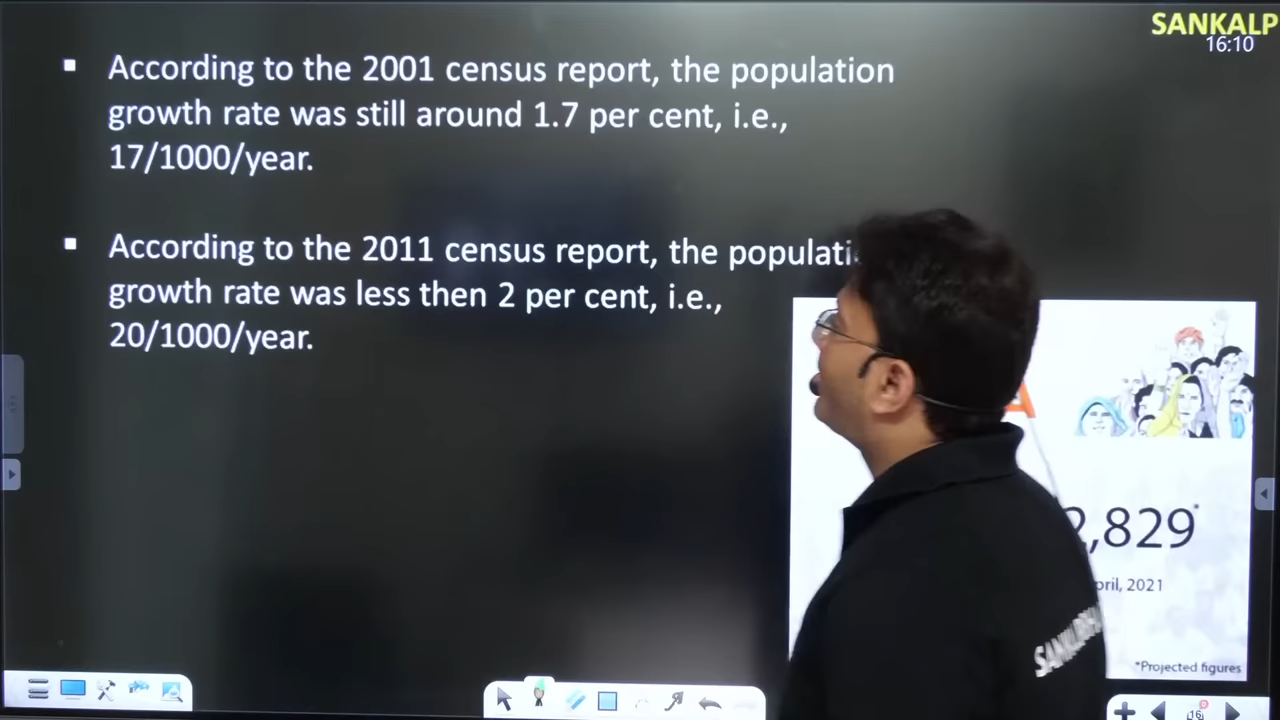 SANKALP
16:10
▪ According to the 2001 census report, the population
growth rate was still around 1.7 per cent, i.e.,
17/1000/year.
▪ According to the 2011 census report, the
growth rate was less then 2 per cent, i.e.,
20/1000/year.
2,829*
2021
*Projected figures
16